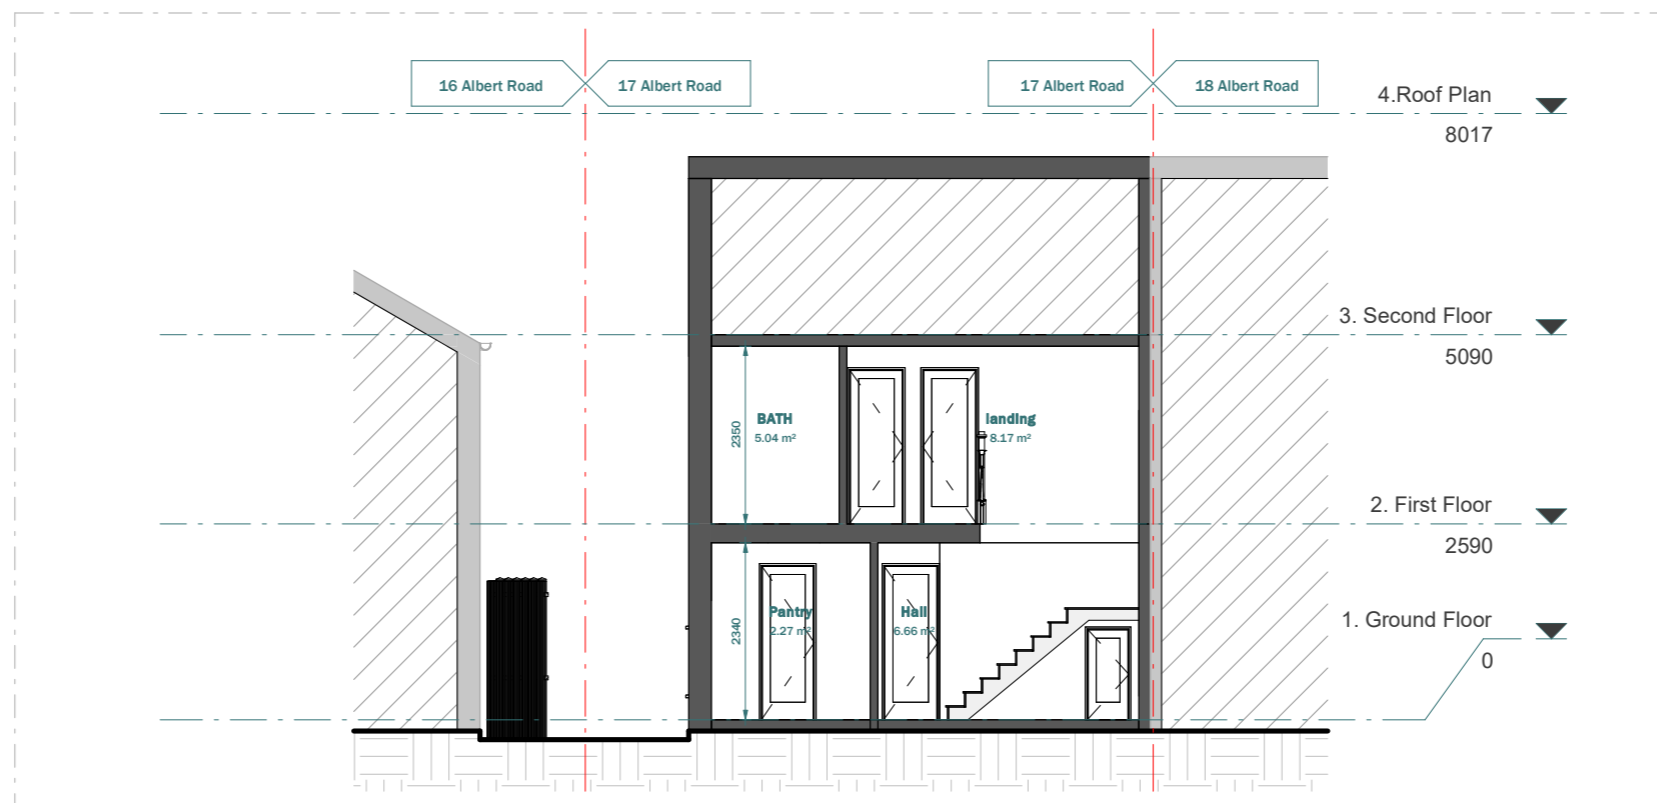 16 Albert Road
17 Albert Road
17 Albert Road
18 Albert Road
4.Roof Plan
8017
3. Second Floor
5090
BATH
5.04 m²
2350
landing
8.17 m²
2. First Floor
2590
Pantry
2.27 m²
2340
Hall
6.66 m²
1. Ground Floor
0